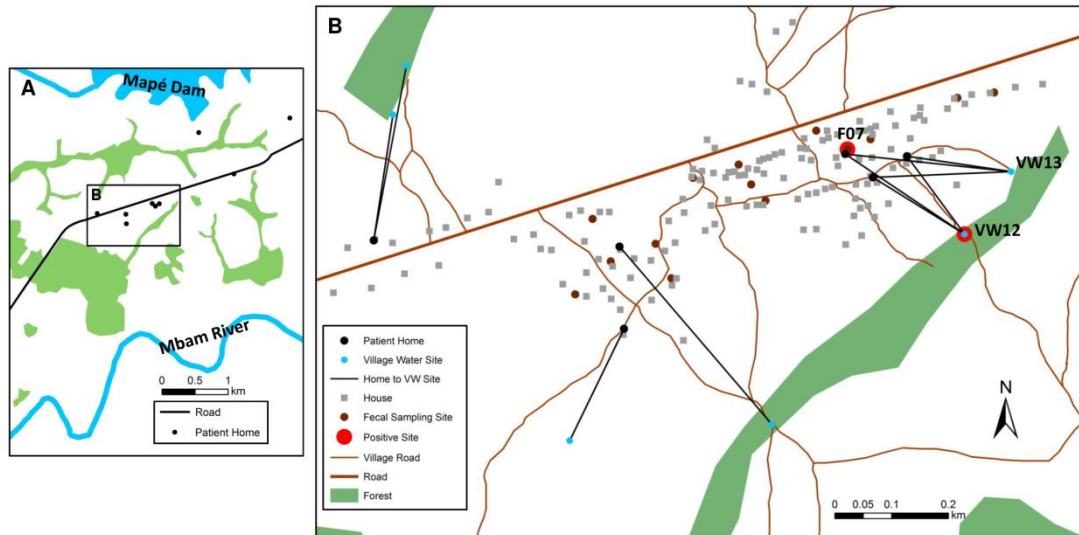 A
Mapé Dam
B
Mbam River
0 0.5 1
km
Road
Patient Home
B
F07
VW13
VW12
Patient Home
Village Water Site
Home to VW Site
House
Fecal Sampling Site
Positive Site
Village Road
Road
Forest
N
0 0.05 0.1 0.2
km